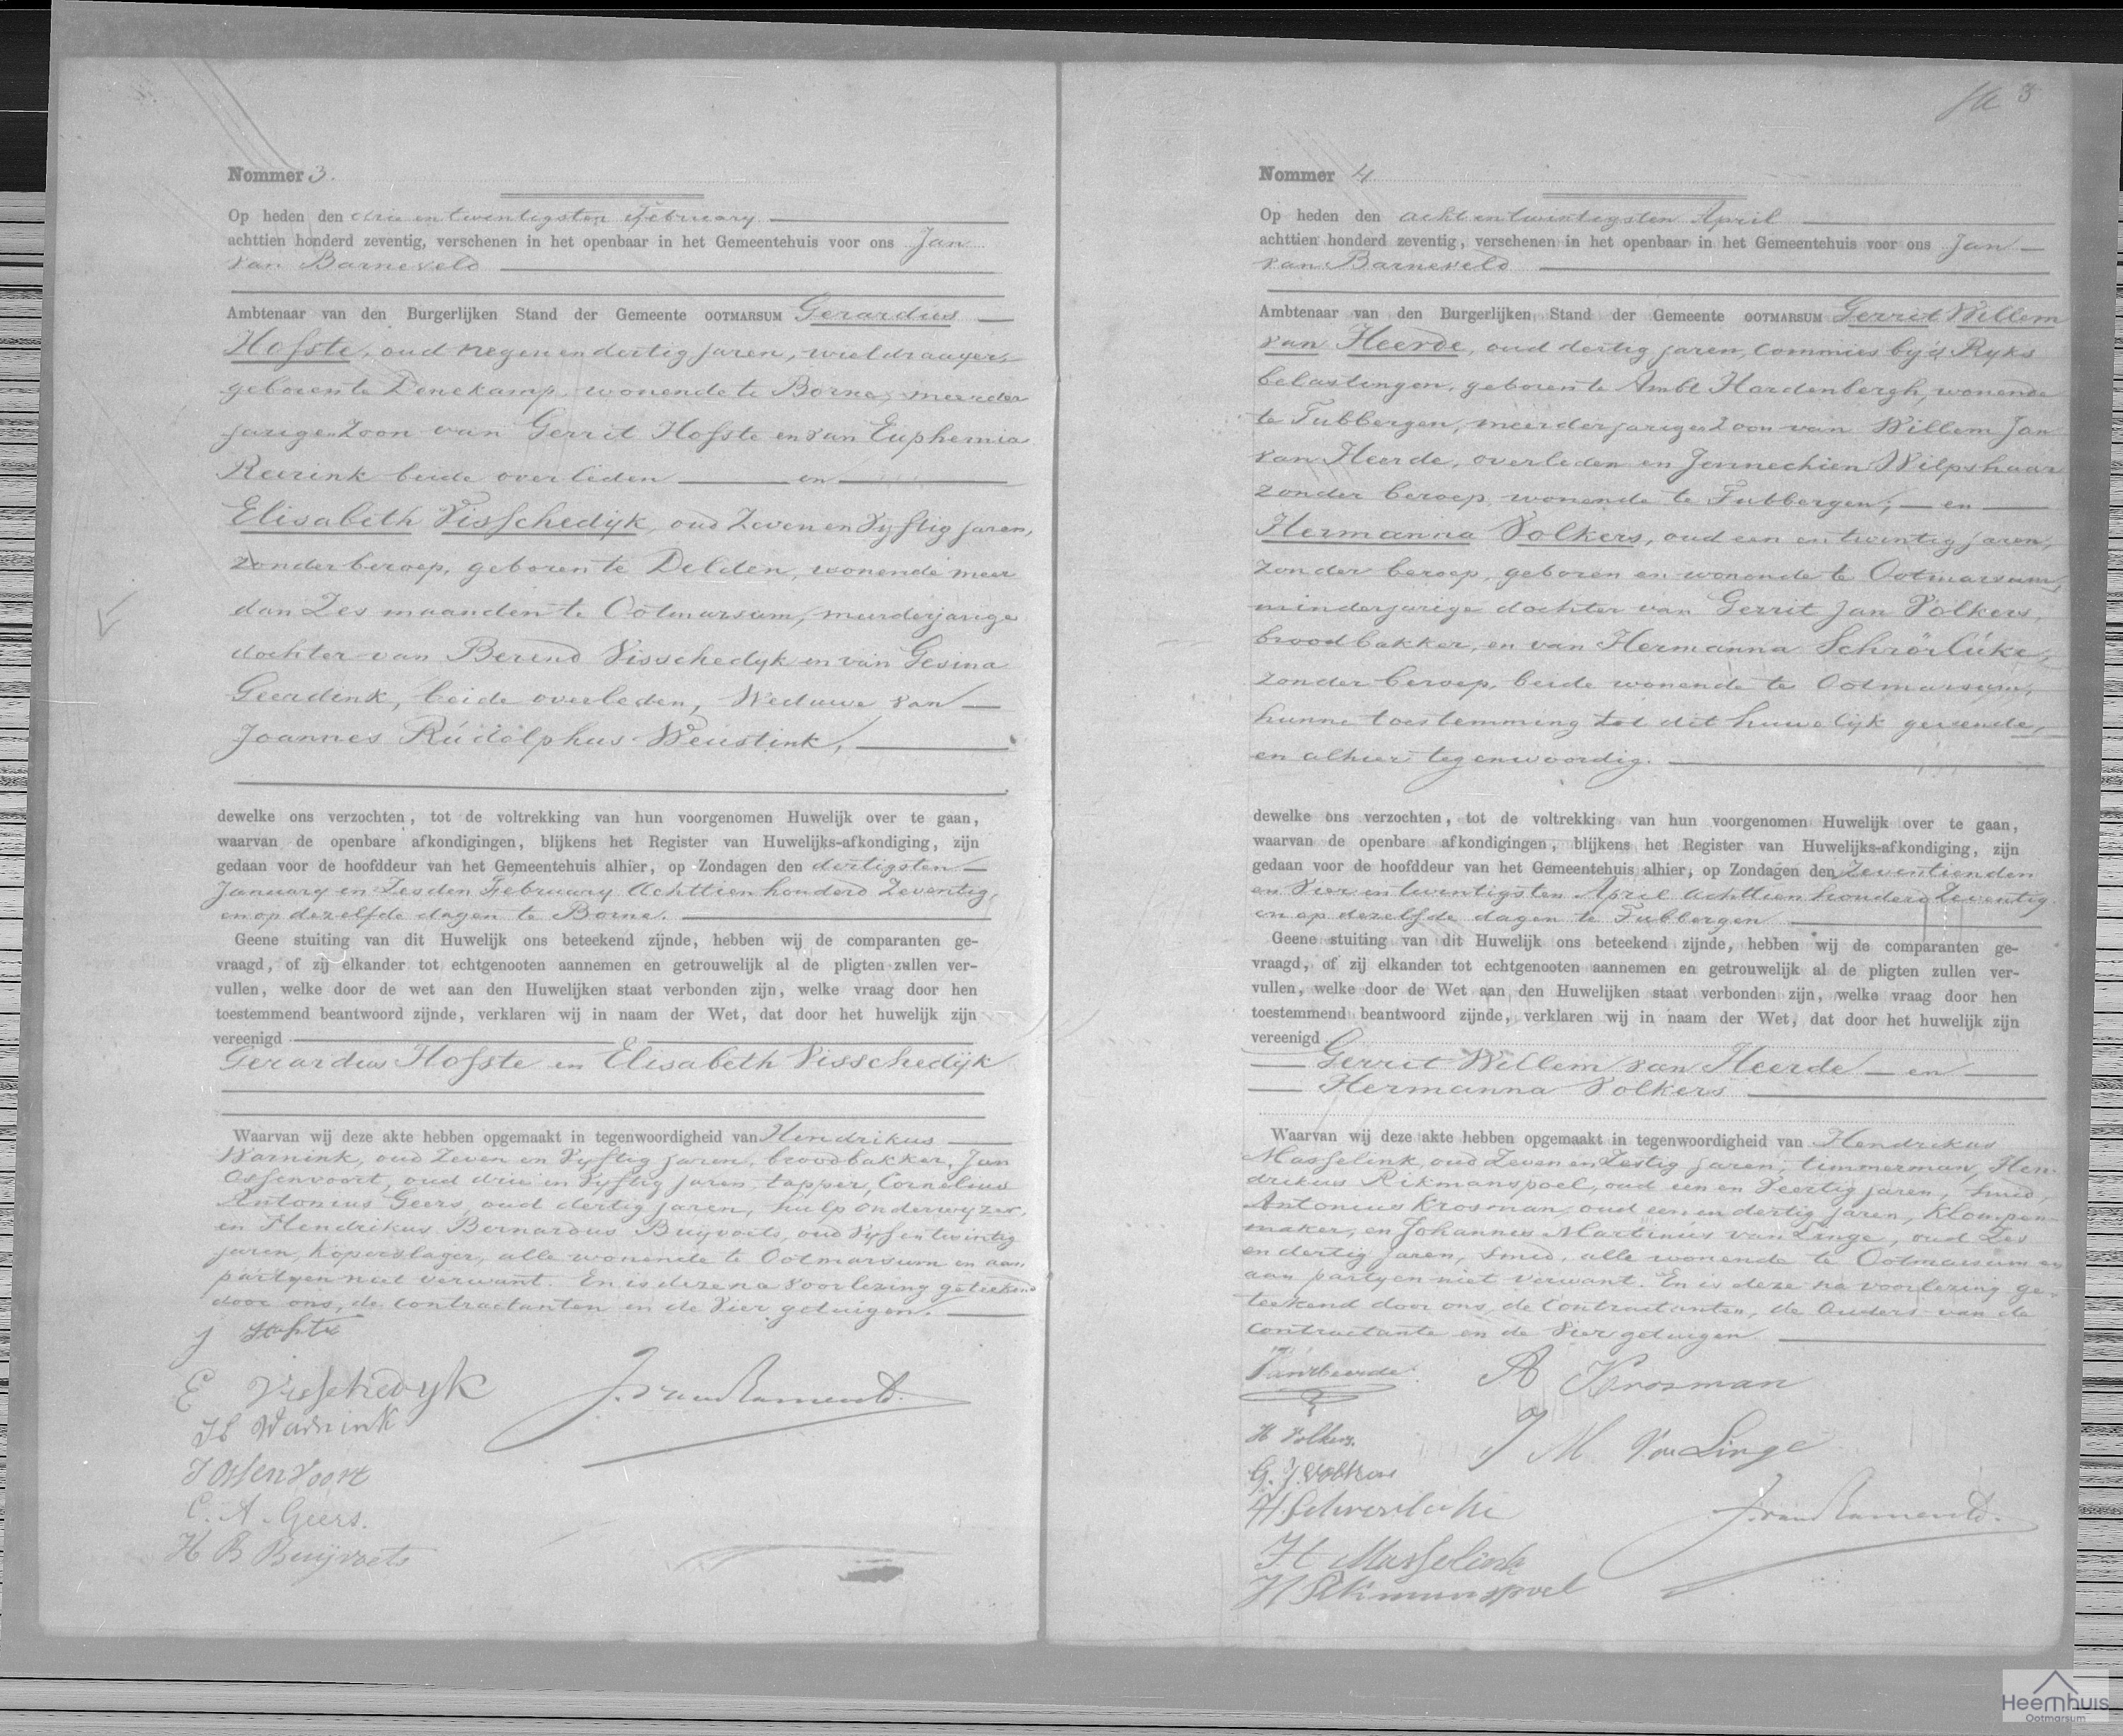 Nommer 3.
Op heden den drie en twentigsten February
achttien honderd zeventig, verschenen in het openbaar in het Gemeentehuis voor ons Jan
van Barneveld
Ambtenaar van den Burgerlijken Stand der Gemeente OOTMARSUM Gerardus
Hofste, oud negen en dertig jaren, wieldraayer,
geboren te Denekamp, wonende te Borne, meerder
jarige Zoon van Gerrit Hofste en van Euphemia
Reerink beide overleden en
Elisabeth Visschedijk, oud Zeven en Vyftig jaren,
zonder beroep, geboren te Delden, wonende meer
dan Zes maanden te Ootmarsum, meerderjarige
dochter van Berend Visschedyk en van Gesina
Geerdink, beide overleden, Weduwe van
Joannes Rudolphus Weustink,
dewelke ons verzochten, tot de voltrekking van hun voorgenomen Huwelijk over te gaan,
waarvan de openbare afkondigingen, blijkens het Register van Huwelijks-afkondiging, zijn
gedaan voor de hoofddeur van het Gemeentehuis alhier, op Zondagen den dertigsten
January en Zesden February Achttien honderd Zeventig,
en op dezelfde dagen te Borne.
Geene stuiting van dit Huwelijk ons beteekend zijnde, hebben wij de comparanten ge-
vraagd, of zij elkander tot echtgenooten aannemen en getrouwelijk al de pligten zullen ver-
vullen, welke door de wet aan den Huwelijken staat verbonden zijn, welke vraag door hen
toestemmend beantwoord zijnde, verklaren wij in naam der Wet, dat door het huwelijk zijn
vereenigd
Gerardus Hofste en Elisabeth Visschedijk
Waarvan wij deze akte hebben opgemaakt in tegenwoordigheid van Hendrikus
Warnink, oud Zeven en Vyftig jaren, broodbakker, Jan
Ossenvoort, oud drie en Vyftig jaren, tapper, Cornelius
Antonius Geers, oud dertig jaren, hulp onderwyzer,
en Hendrikus Bernardus Buyvoets, oud Vyf en twintig
jaren, koperslager, alle wonende te Ootmarsum en aan
partyen niet verwant. En is deze na voorlezing geteekend
door ons, de contractanten en de Vier getuigen.
J Hofste
E Visschedyk
J. van Barneveld.
H Warnink
J Ossenvoort
C. A. Geers.
H B Buijvoets
3
Nommer 4
Op heden den acht en twintigsten April
achttien honderd zeventig, verschenen in het openbaar in het Gemeentehuis voor ons Jan
van Barneveld
Ambtenaar van den Burgerlijken Stand der Gemeente OOTMARSUM Gerrit Willem
van Heerde, oud dertig jaren, Commies by 's Ryks
belastingen, geboren te Ambt Hardenbergh, wonende
te Tubbergen, meerderjarige Zoon van Willem Jan
van Heerde, overleden en Jennechien Wilpshaar
zonder beroep, wonende te Tubbergen, en
Hermanna Volkers, oud een en twintig jaren,
zonder beroep, geboren en wonende te Ootmarsum,
minderjarige dochter van Gerrit Jan Volkers,
broodbakker, en van Hermanna Schrörlüke,
zonder beroep, beide wonende te Ootmarsum,
hunne toestemming tot dit huwelijk gevende,
en alhier tegenwoordig.
dewelke ons verzochten, tot de voltrekking van hun voorgenomen Huwelijk over te gaan,
waarvan de openbare afkondigingen, blijkens het Register van Huwelijks-afkondiging, zijn
gedaan voor de hoofddeur van het Gemeentehuis alhier, op Zondagen den Zeventienden
en Vier en twentigsten April Achttien honderd Zeventig
en op dezelfde dagen te Tubbergen
Geene stuiting van dit Huwelijk ons beteekend zijnde, hebben wij de comparanten ge-
vraagd, of zij elkander tot echtgenooten aannemen en getrouwelijk al de pligten zullen ver-
vullen, welke door de Wet aan den Huwelijken staat verbonden zijn, welke vraag door hen
toestemmend beantwoord zijnde, verklaren wij in naam der Wet, dat door het huwelijk zijn
vereenigd
Gerrit Willem van Heerde en
Hermanna Volkers
Waarvan wij deze akte hebben opgemaakt in tegenwoordigheid van Hendrikus
Masselink, oud Zeven en Zestig jaren, timmerman, Hen-
drikus Rikmanspoel, oud een en Veertig jaren, smid,
Antonius Krosman, oud een en dertig jaren, klompen-
maker, en Johannes Martinus van Linge, oud Zes
en dertig jaren, smid, alle wonende te Ootmarsum en
aan partyen niet verwant. En is deze na voorlezing ge-
teekend door ons, de Contractanten, de Ouders van de
contractante en de Vier getuigen
VanHeerde
A Krosman
H Volkers.
J M Van Linge
G. J. Volkers
H. Schrorluke
J. van Barneveld.
H Masselink
H Rikmanspoel
Heemhuis
Ootmarsum